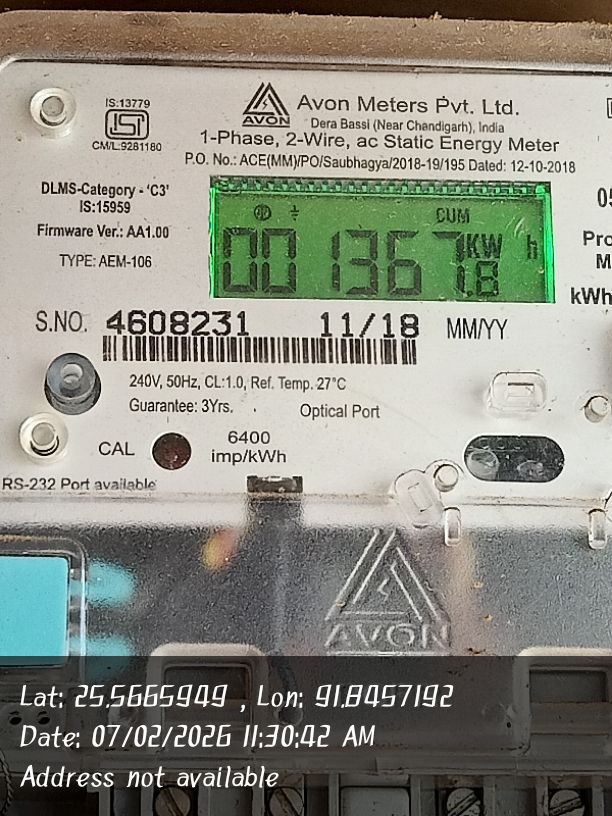 IS:13779
ISI
CM/L:9281180
AVON
Avon Meters Pvt. Ltd.
Dera Bassi (Near Chandigarh), India
1-Phase, 2-Wire, ac Static Energy Meter
P.O. No.: ACE(MM)/PO/Saubhagya/2018-19/195 Dated: 12-10-2018
DLMS-Category - 'C3'
IS:15959
Firmware Ver.: AA1.00
TYPE: AEM-106
CUM
001367.8 KW h
05
Pro
M
kWh
S.NO. 4608231 11/18 MM/YY
240V, 50Hz, CL:1.0, Ref. Temp. 27°C
Guarantee: 3Yrs.
Optical Port
CAL
6400
imp/kWh
RS-232 Port available
AVON
Lat: 25.5665949 , Lon: 91.8457192
Date: 07/02/2026 11:30:42 AM
Address not available